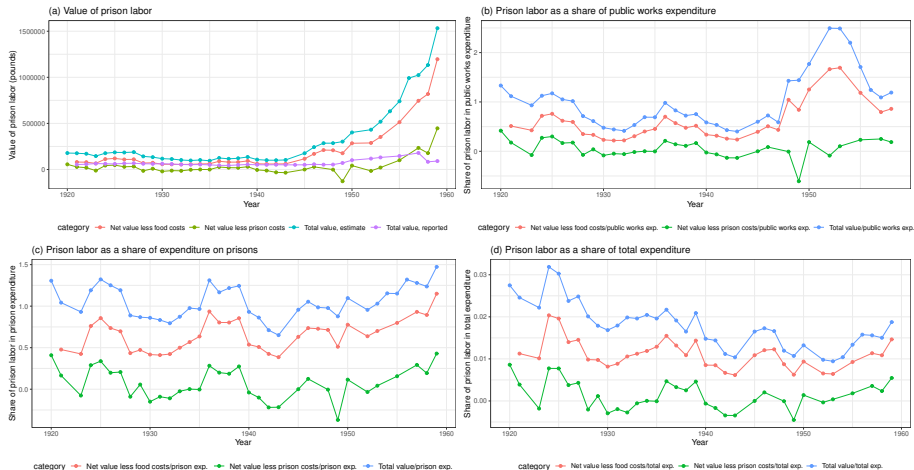 (a) Value of prison labor
Value of prison labor (pounds)
1500000
1000000
500000
0
1920
1930
1940
1950
1960
Year
category
Net value less food costs
Net value less prison costs
Total value, estimate
Total value, reported
(b) Prison labor as a share of public works expenditure
Share of prison labor in public works expenditure
2
1
0
1920
1930
1940
1950
Year
category
Net value less food costs/public works exp.
Net value less prison costs/public works exp.
Total value/public works exp.
(c) Prison labor as a share of expenditure on prisons
Share of prison labor in prison expenditure
1.5
1.0
0.5
0.0
1920
1930
1940
1950
1960
Year
category
Net value less food costs/prison exp.
Net value less prison costs/prison exp.
Total value/prison exp.
(d) Prison labor as a share of total expenditure
Share of prison labor in total expenditure
0.03
0.02
0.01
0.00
1920
1930
1940
1950
1960
Year
category
Net value less food costs/total exp.
Net value less prison costs/total exp.
Total value/total exp.